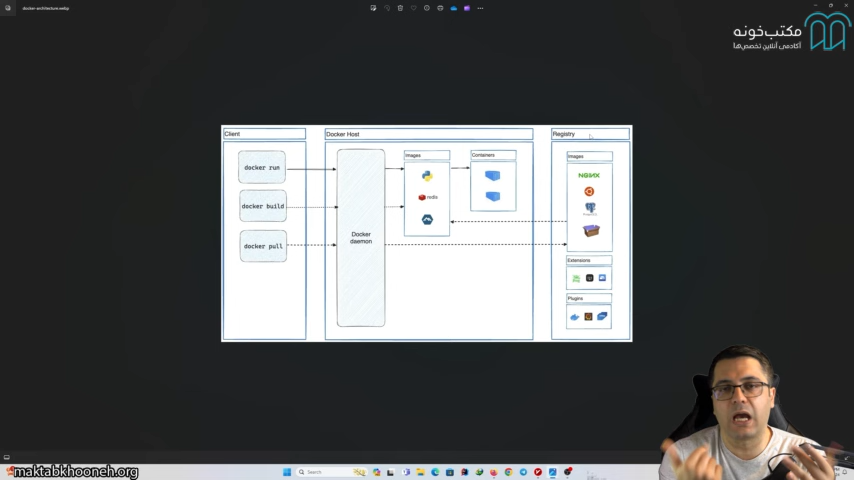 docker-architecture.webp
مکتب‌خونه
آکادمی آنلاین تخصص‌ها
Client
Docker Host
Registry
docker run
docker build
docker pull
Docker
daemon
Images
redis
Containers
Images
NGINX
Extensions
Plugins
Search
maktabkhooneh.org